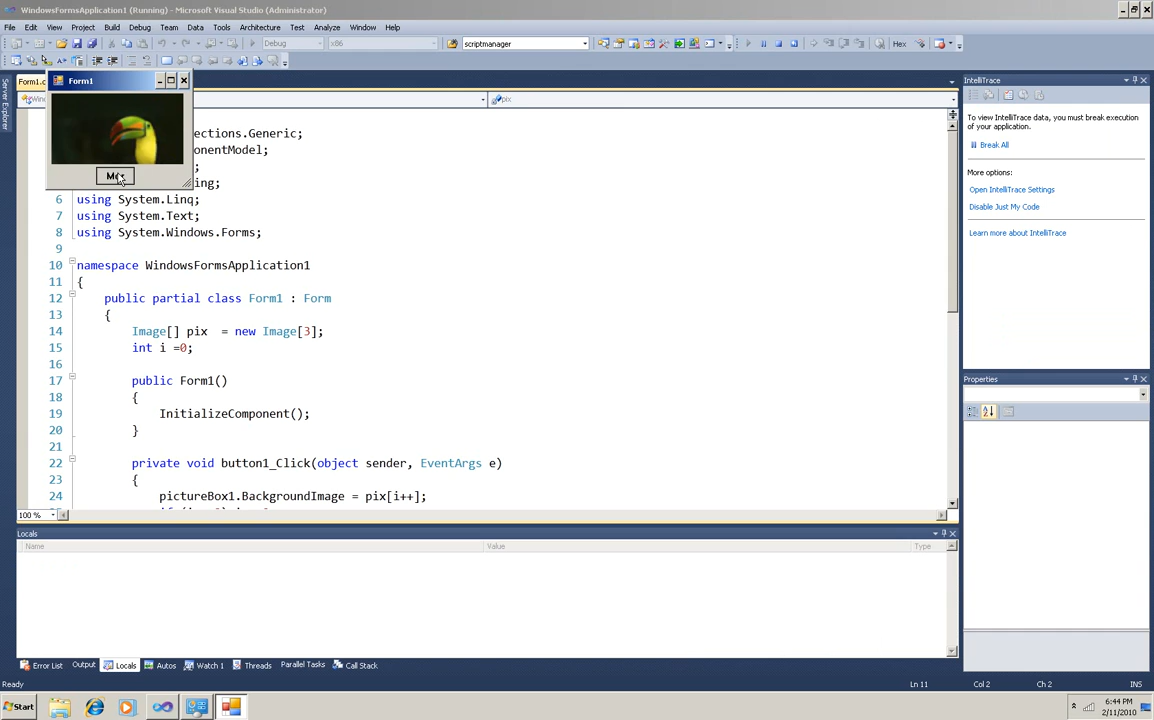 WindowsFormsApplication1 (Running) - Microsoft Visual Studio (Administrator)
File Edit View Project Build Debug Team Data Tools Architecture Test Analyze Window Help
Debug x86 scriptmanager Hex
Form1
IntelliTrace
Server Explorer
pix
To view IntelliTrace data, you must break execution
of your application.
Break All
More options:
Open IntelliTrace Settings
Disable Just My Code
Learn more about IntelliTrace
ections.Generic;
onentModel;
;
ing;
6 using System.Linq;
7 using System.Text;
8 using System.Windows.Forms;
9
10 namespace WindowsFormsApplication1
11 {
12 public partial class Form1 : Form
13 {
14 Image[] pix = new Image[3];
15 int i =0;
16
17 public Form1()
18 {
19 InitializeComponent();
20 }
21
22 private void button1_Click(object sender, EventArgs e)
23 {
24 pictureBox1.BackgroundImage = pix[i++];
100 %
Properties
Locals
Name Value Type
Error List Output Locals Autos Watch 1 Threads Parallel Tasks Call Stack
Ready Ln 11 Col 2 Ch 2 INS
Start 6:44 PM
2/11/2010